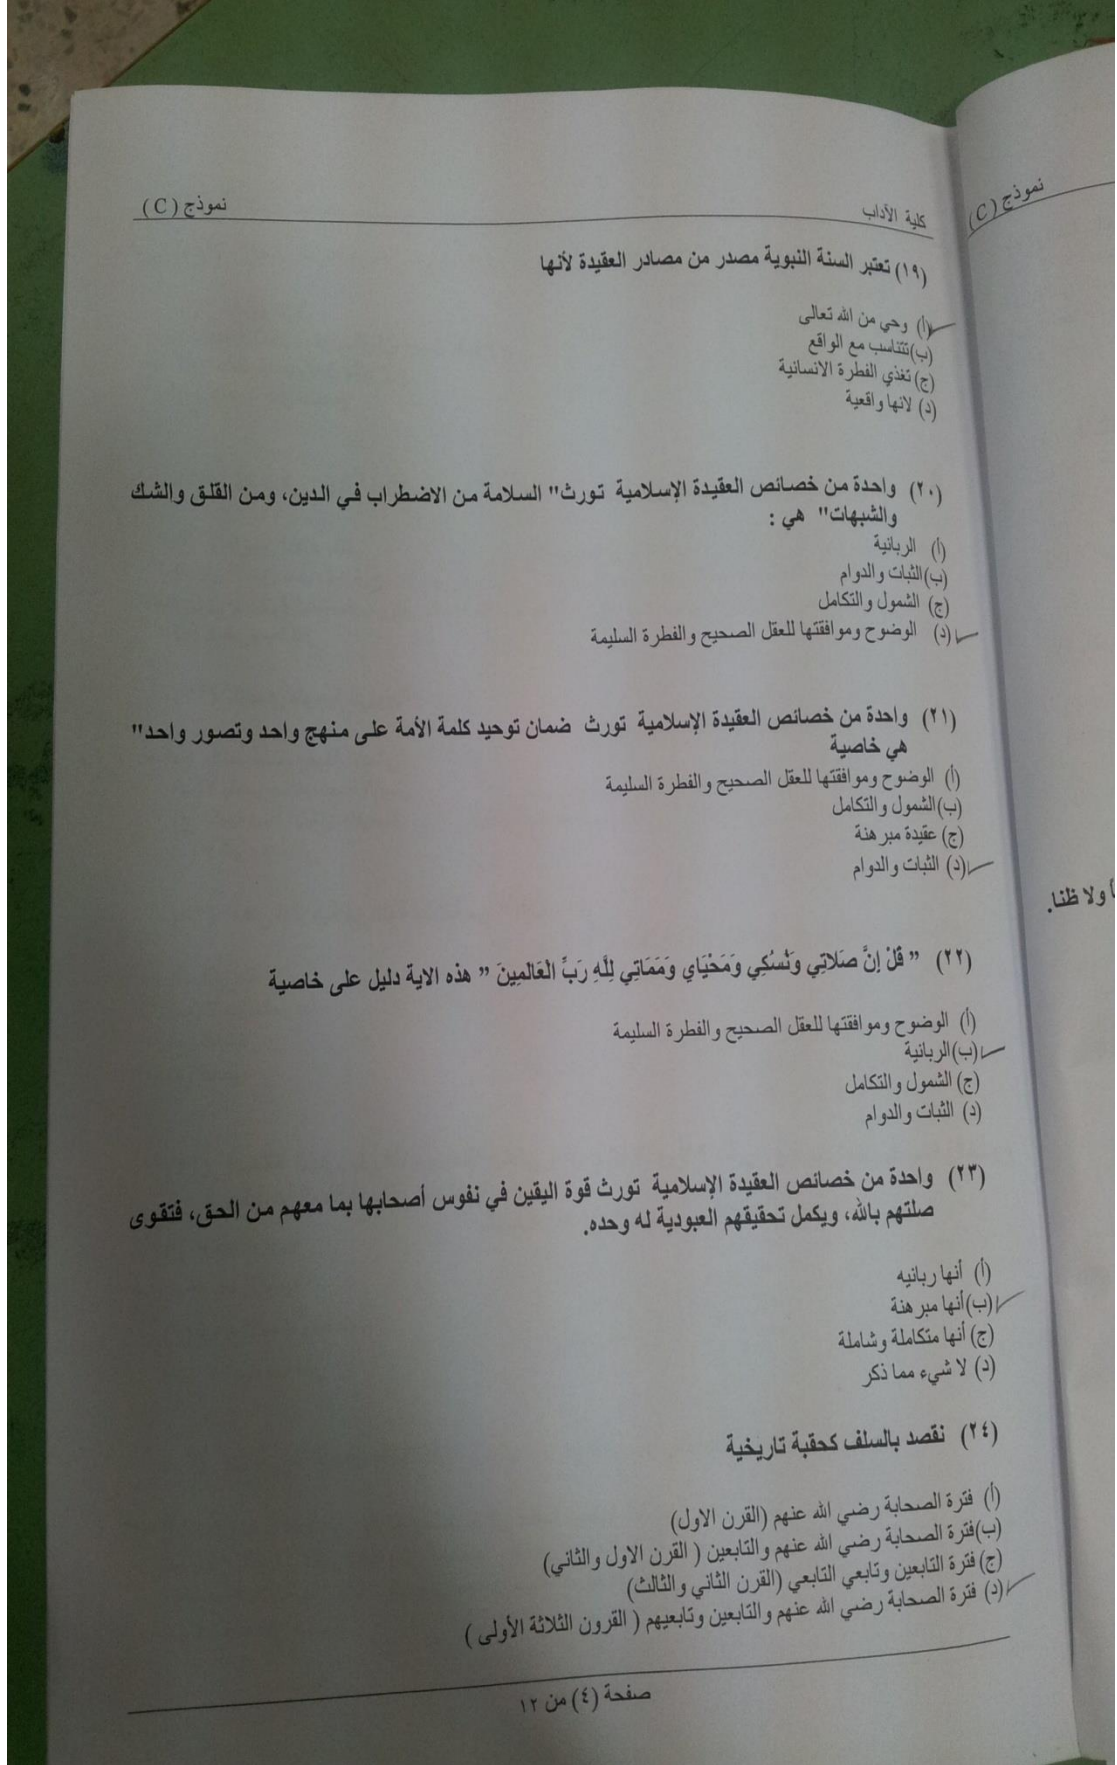 كلية الآداب
نموذج ( C )
(١٩) تعتبر السنة النبوية مصدر من مصادر العقيدة لأنها
(أ) وحي من الله تعالى
(ب)تتناسب مع الواقع
(ج) تغذي الفطرة الانسانية
(د) لانها واقعية
(٢٠) واحدة من خصائص العقيدة الإسلامية تورث" السلامة من الاضطراب في الدين، ومن القلق والشك
والشبهات" هي :
(أ) الربانية
(ب)الثبات والدوام
(ج) الشمول والتكامل
(د) الوضوح وموافقتها للعقل الصحيح والفطرة السليمة
(٢١) واحدة من خصائص العقيدة الإسلامية تورث ضمان توحيد كلمة الأمة على منهج واحد وتصور واحد"
هي خاصية
(أ) الوضوح وموافقتها للعقل الصحيح والفطرة السليمة
(ب)الشمول والتكامل
(ج) عقيدة مبرهنة
(د) الثبات والدوام
(٢٢) " قُلْ إِنَّ صَلَاتِي وَنُسُكِي وَمَحْيَاي وَمَمَاتِي لِلَّهِ رَبِّ الْعَالَمِينَ " هذه الاية دليل على خاصية
(أ) الوضوح وموافقتها للعقل الصحيح والفطرة السليمة
(ب)الربانية
(ج) الشمول والتكامل
(د) الثبات والدوام
(٢٣) واحدة من خصائص العقيدة الإسلامية تورث قوة اليقين في نفوس أصحابها بما معهم من الحق، فتقوى
صلتهم بالله، ويكمل تحقيقهم العبودية له وحده.
(أ) أنها ربانيه
(ب)أنها مبرهنة
(ج) أنها متكاملة وشاملة
(د) لا شيء مما ذكر
(٢٤) نقصد بالسلف كحقبة تاريخية
(أ) فترة الصحابة رضي الله عنهم (القرن الاول)
(ب)فترة الصحابة رضي الله عنهم والتابعين ( القرن الاول والثاني)
(ج) فترة التابعين وتابعي التابعي (القرن الثاني والثالث)
(د) فترة الصحابة رضي الله عنهم والتابعين وتابعيهم ( القرون الثلاثة الأولى )
صفحة (٤) من ١٢
نموذج ( C )
ولا ظنا.